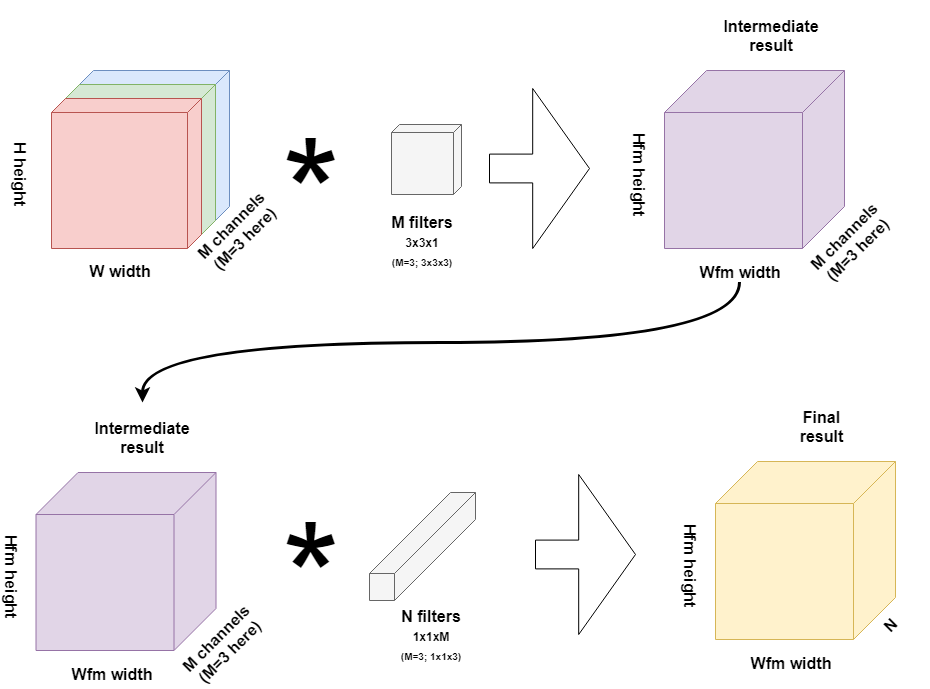 Intermediate
result
H height
M channels
(M=3 here)
W width
*
M filters
3x3x1
(M=3; 3x3x3)
Hfm height
M channels
(M=3 here)
Wfm width
Intermediate
result
Hfm height
M channels
(M=3 here)
Wfm width
*
N filters
1x1xM
(M=3; 1x1x3)
Final
result
Hfm height
N
Wfm width